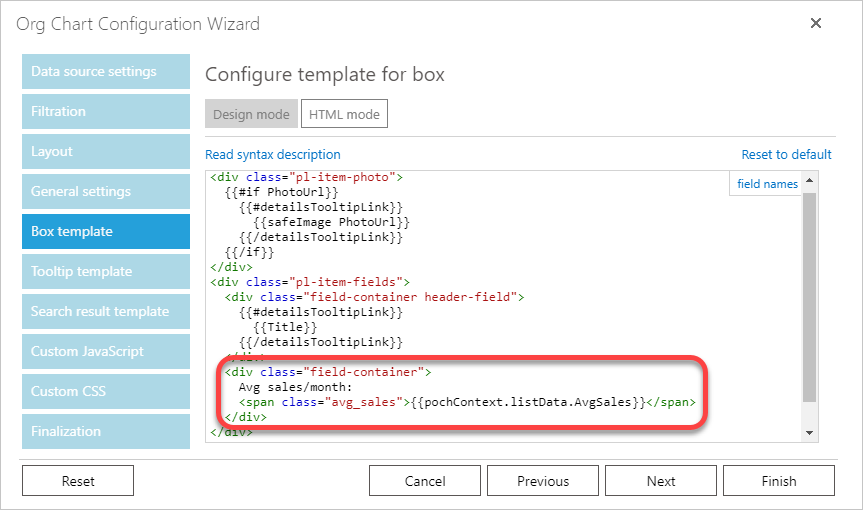 Org Chart Configuration Wizard
Data source settings
Filtration
Layout
General settings
Box template
Tooltip template
Search result template
Custom JavaScript
Custom CSS
Finalization
Configure template for box
Design mode
HTML mode
Read syntax description
Reset to default
field names
<div class="pl-item-photo">
{{#if PhotoUrl}}
{{#detailsTooltipLink}}
{{safeImage PhotoUrl}}
{{/detailsTooltipLink}}
{{/if}}
</div>
<div class="pl-item-fields">
<div class="field-container header-field">
{{#detailsTooltipLink}}
{{Title}}
{{/detailsTooltipLink}}
</div>
<div class="field-container">
Avg sales/month:
<span class="avg_sales">{{pochContext.listData.AvgSales}}</span>
</div>
</div>
Reset
Cancel
Previous
Next
Finish